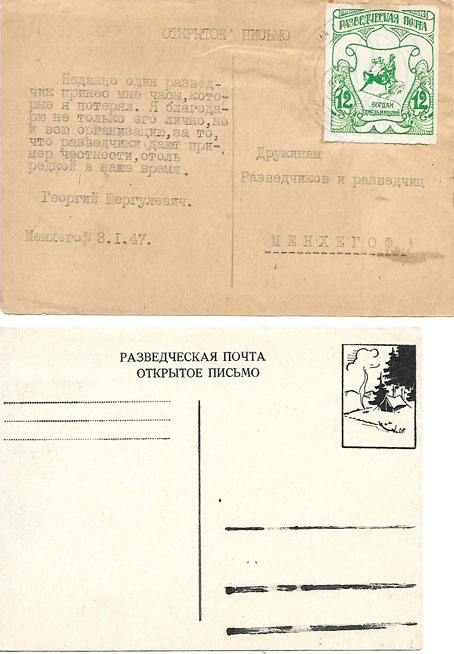 ОТКРЫТОЕ ПИСЬМО
РАЗВЕДЧЕСКАЯ ПОЧТА
12
12
БОГДАН
ХМЕЛЬНИЦКИЙ
Недавно один развед-
чик принес мне часы,кото-
рые я потерял. Я благода-
рю не только его лично,но
и всю организацию,за то,
что разведчики дают при-
мер честности,столь
редкой в наше время.
Георгий Шергулевич.
Менхегоф 3.I.47.
Дружинам
Разведчиков и разведчиц
МЕНХЕГОФ.
РАЗВЕДЧЕСКАЯ ПОЧТА
ОТКРЫТОЕ ПИСЬМО